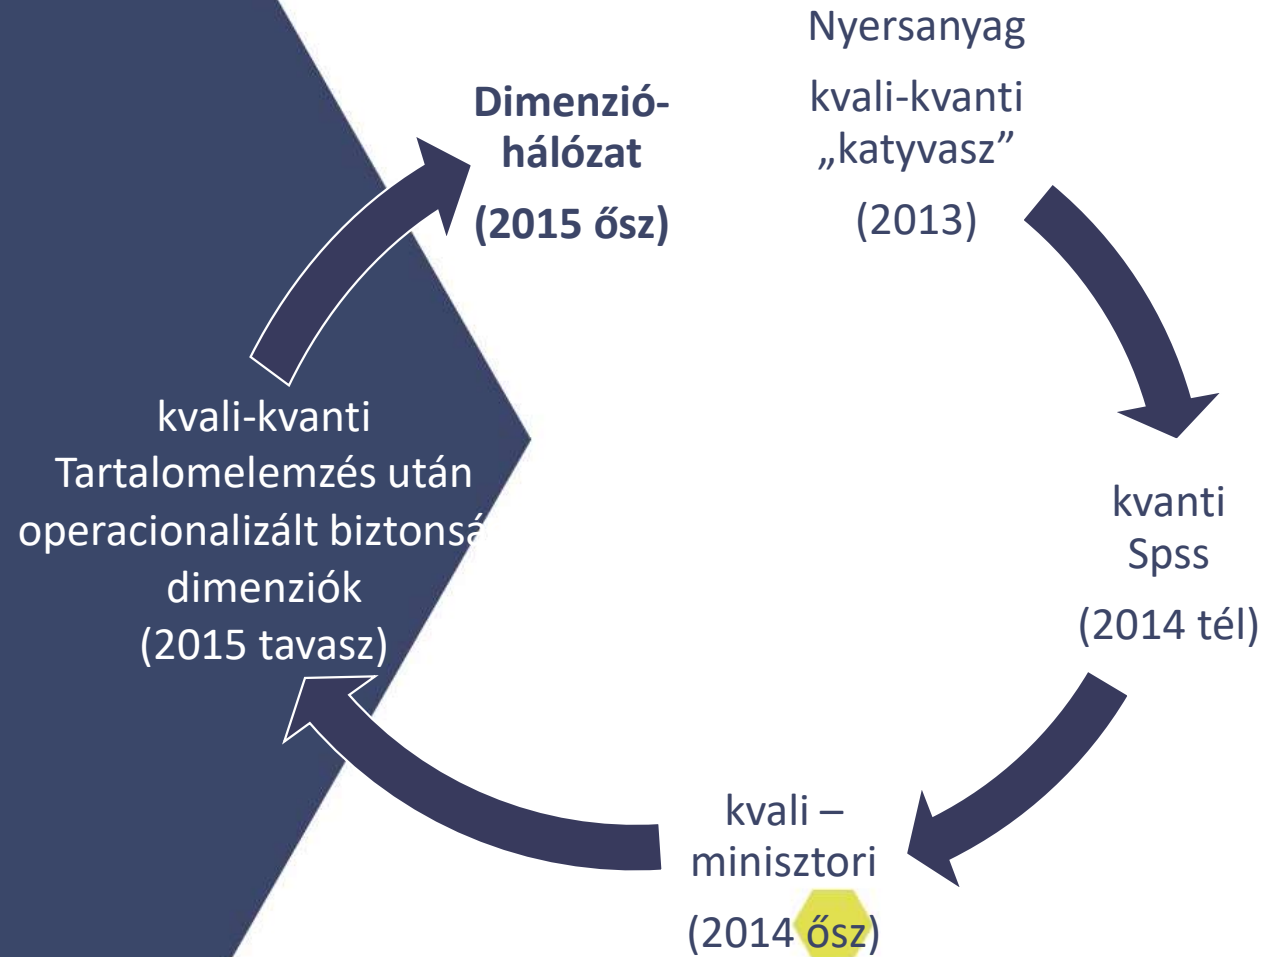 Nyersanyag
kvali-kvanti
„katyvasz”
(2013)
kvanti
Spss
(2014 tél)
kvali –
minisztori
(2014 ősz)
kvali-kvanti
Tartalomelemzés után
operacionalizált biztonsá
dimenziók
(2015 tavasz)
Dimenzió-
hálózat
(2015 ősz)